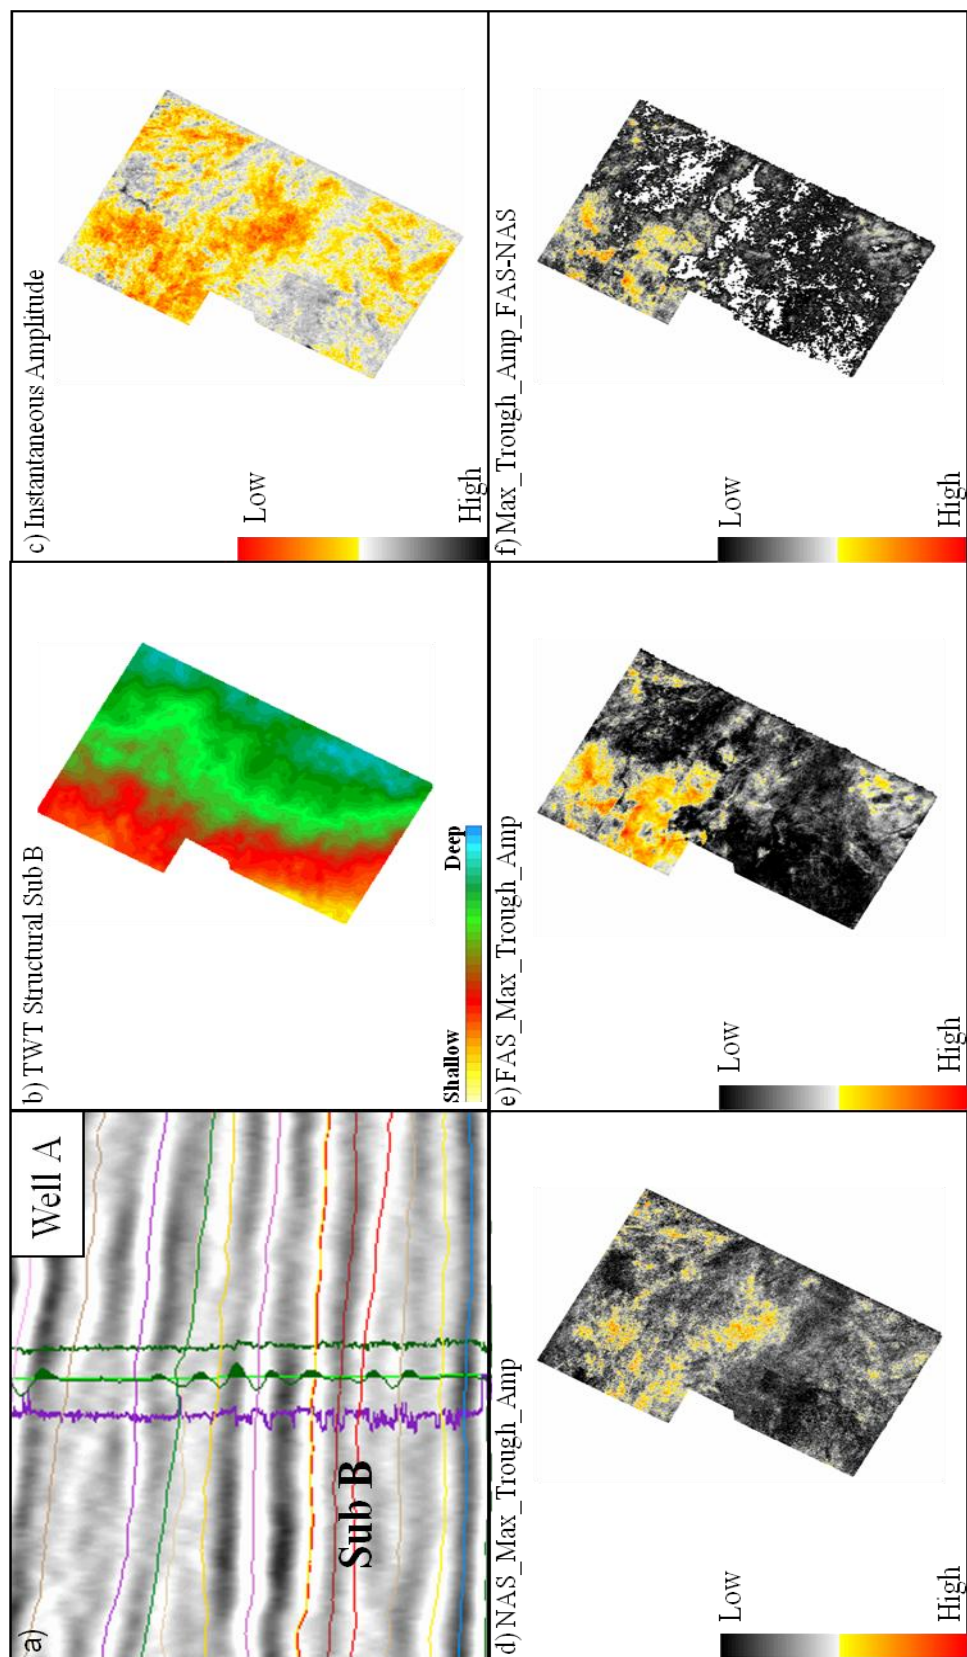 a)
Well A
Sub B
b) TWT Structural Sub B
Shallow
Deep
c) Instantaneous Amplitude
Low
High
d) NAS_Max_Trough_Amp
Low
High
e) FAS_Max_Trough_Amp
Low
High
f) Max_Trough_Amp_FAS-NAS
Low
High